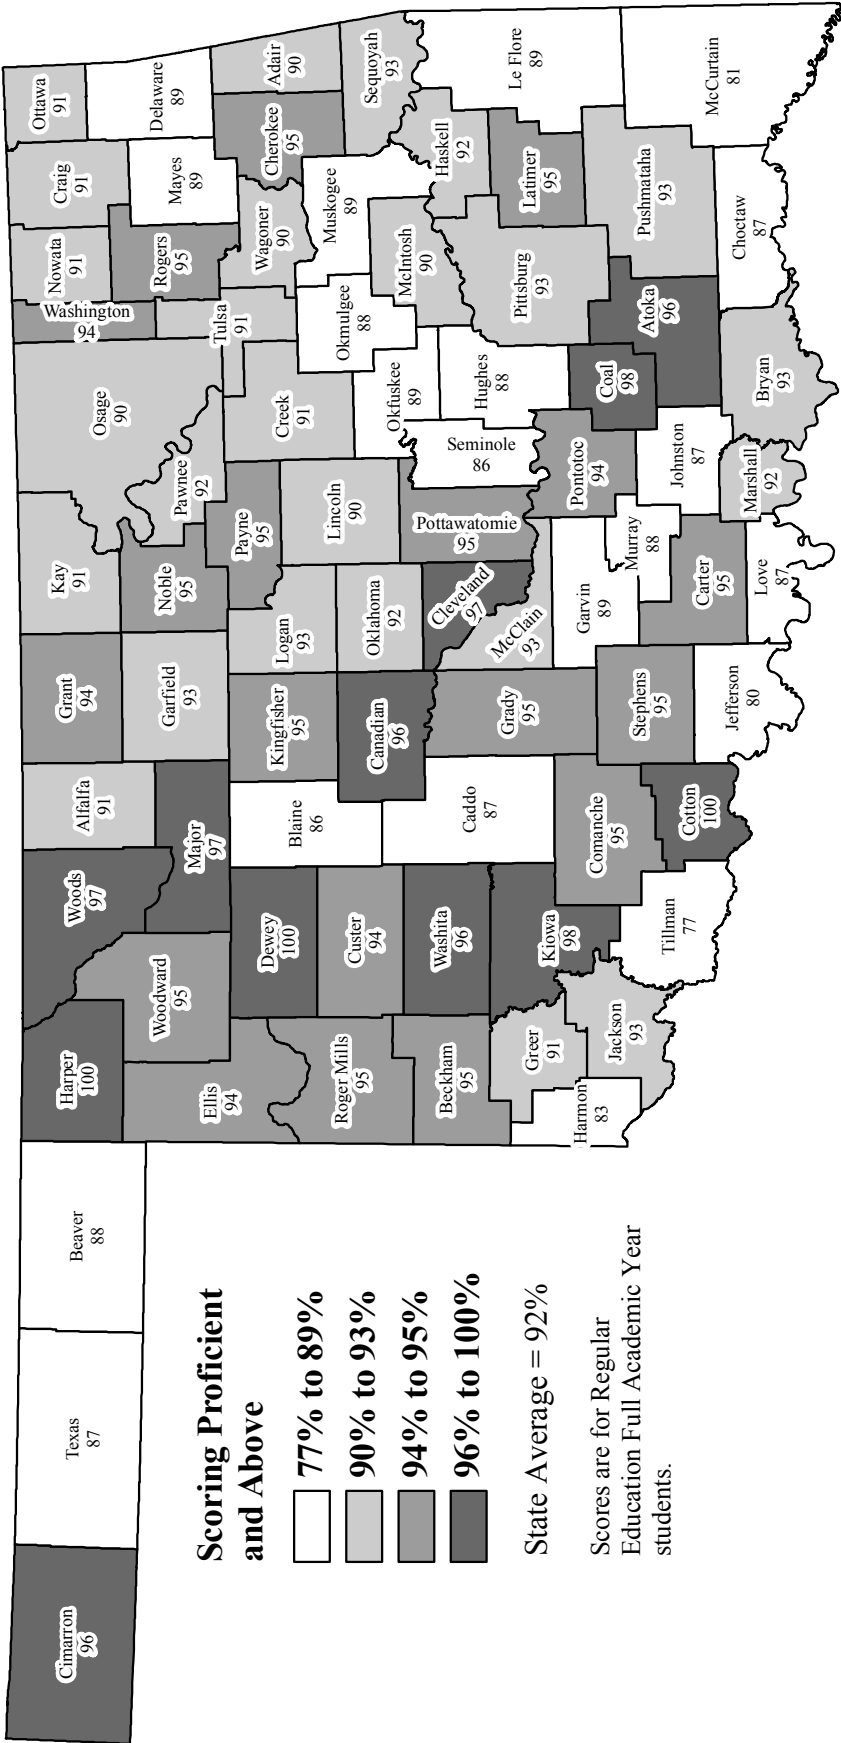 Cimarron
96
Texas
87
Beaver
88
Harper
100
Woods
97
Alfalfa
91
Grant
94
Kay
91
Osage
90
Washington
94
Nowata
91
Craig
91
Ottawa
91
Delaware
89
Mayes
89
Rogers
95
Tulsa
91
Pawnee
92
Noble
95
Garfield
93
Major
97
Woodward
95
Ellis
94
Dewey
100
Blaine
86
Kingfisher
95
Logan
93
Payne
95
Creek
91
Wagoner
90
Cherokee
95
Adair
90
Sequoyah
93
Muskogee
89
Okmulgee
88
Okfuskee
89
Lincoln
90
Oklahoma
92
Canadian
96
Custer
94
Roger Mills
95
Beckham
95
Washita
96
Caddo
87
Grady
95
McClain
93
Cleveland
97
Pottawatomie
95
Seminole
86
Hughes
88
McIntosh
90
Haskell
92
Le Flore
89
Latimer
95
Pittsburg
93
Coal
98
Pontotoc
94
Garvin
89
Murray
88
Stephens
95
Comanche
95
Kiowa
98
Greer
91
Harmon
83
Jackson
93
Tillman
77
Cotton
100
Jefferson
80
Carter
95
Love
87
Johnston
87
Marshall
92
Bryan
93
Atoka
96
Pushmataha
93
Choctaw
87
McCurtain
81
Scoring Proficient
and Above
77% to 89%
90% to 93%
94% to 95%
96% to 100%
State Average = 92%
Scores are for Regular
Education Full Academic Year
students.